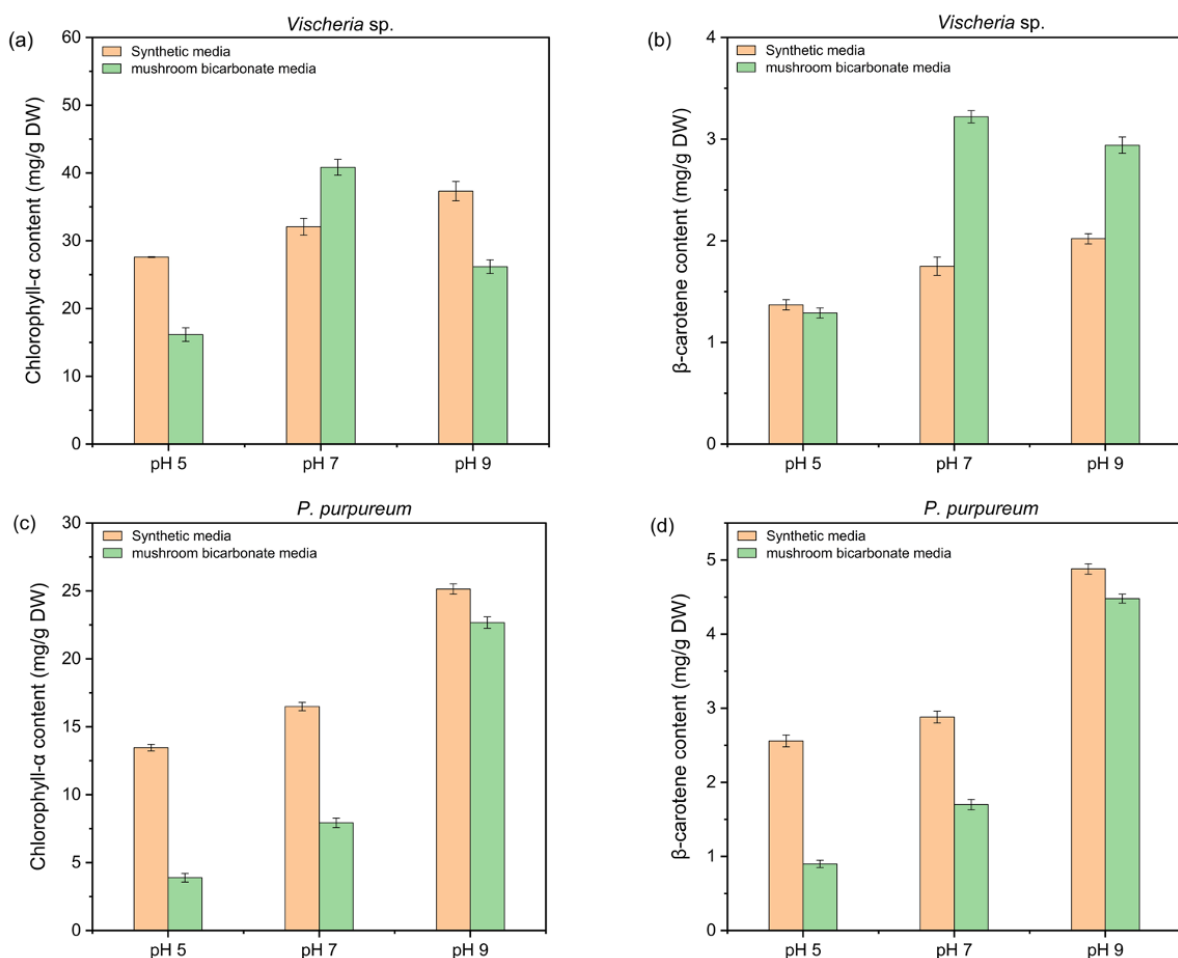 (a)
Vischeria sp.
Synthetic media
mushroom bicarbonate media
Chlorophyll-α content (mg/g DW)
60
50
40
30
20
10
0
pH 5 pH 7 pH 9
(b)
Vischeria sp.
Synthetic media
mushroom bicarbonate media
β-carotene content (mg/g DW)
4
3
2
1
0
pH 5 pH 7 pH 9
(c)
P. purpureum
Synthetic media
mushroom bicarbonate media
Chlorophyll-α content (mg/g DW)
30
25
20
15
10
5
0
pH 5 pH 7 pH 9
(d)
P. purpureum
Synthetic media
mushroom bicarbonate media
β-carotene content (mg/g DW)
5
4
3
2
1
0
pH 5 pH 7 pH 9